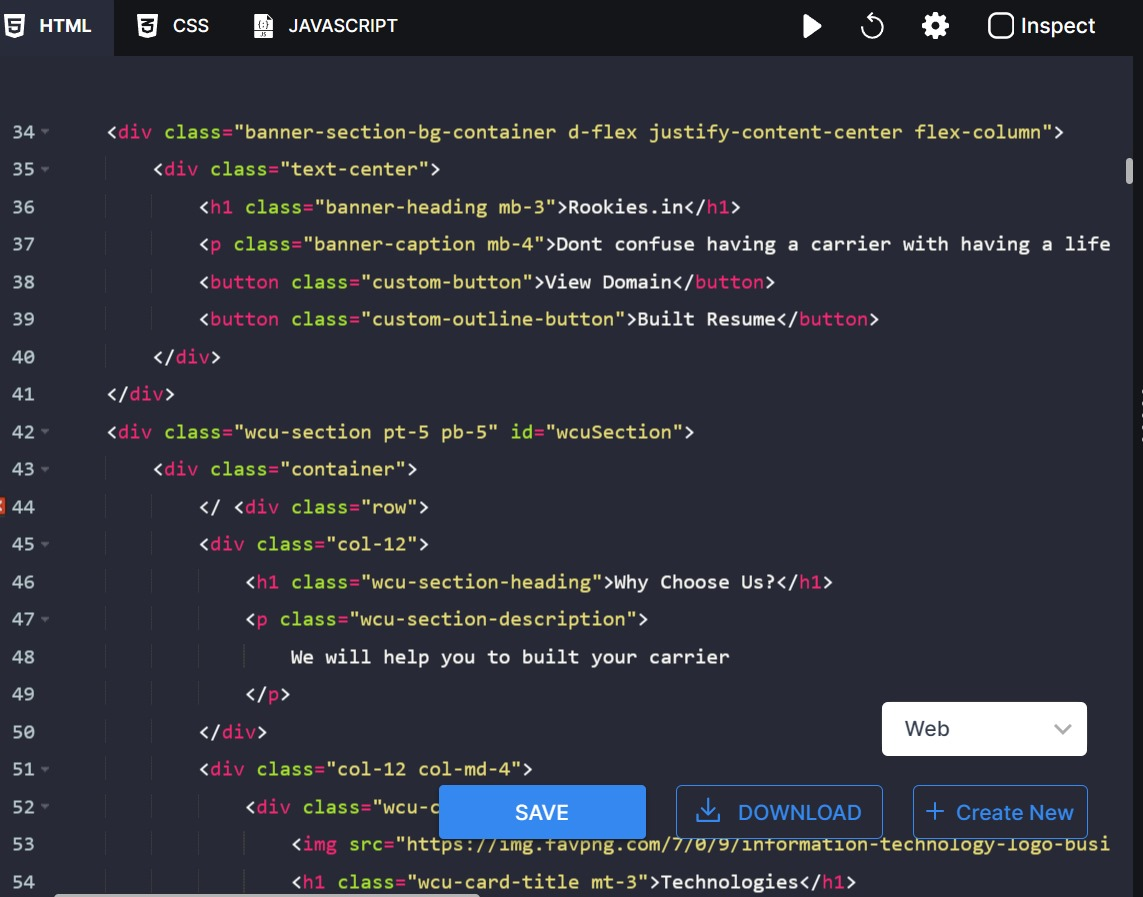 HTML CSS JAVASCRIPT Inspect
34 <div class="banner-section-bg-container d-flex justify-content-center flex-column">
35 <div class="text-center">
36 <h1 class="banner-heading mb-3">Rookies.in</h1>
37 <p class="banner-caption mb-4">Dont confuse having a carrier with having a life
38 <button class="custom-button">View Domain</button>
39 <button class="custom-outline-button">Built Resume</button>
40 </div>
41 </div>
42 <div class="wcu-section pt-5 pb-5" id="wcuSection">
43 <div class="container">
44 </ <div class="row">
45 <div class="col-12">
46 <h1 class="wcu-section-heading">Why Choose Us?</h1>
47 <p class="wcu-section-description">
48 We will help you to built your carrier
49 </p>
50 </div>
Web
51 <div class="col-12 col-md-4">
52 <div class="wcu-c
SAVE DOWNLOAD + Create New
53 <img src="https://img.favpng.com/7/0/9/information-technology-logo-busi
54 <h1 class="wcu-card-title mt-3">Technologies</h1>